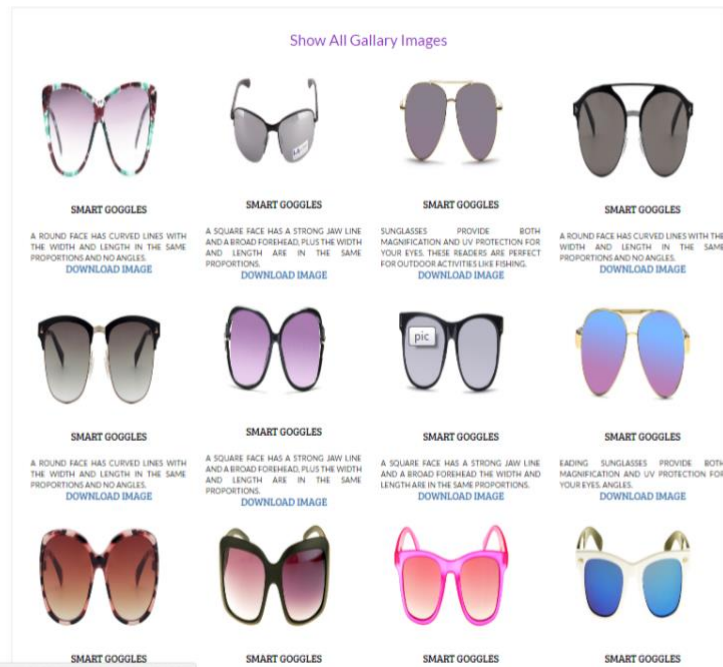 Show All Gallary Images
SMART GOGGLES
A ROUND FACE HAS CURVED LINES WITH
THE WIDTH AND LENGTH IN THE SAME
PROPORTIONS AND NO ANGLES.
DOWNLOAD IMAGE
SMART GOGGLES
A SQUARE FACE HAS A STRONG JAW LINE
AND A BROAD FOREHEAD, PLUS THE WIDTH
AND LENGTH ARE IN THE SAME
PROPORTIONS.
DOWNLOAD IMAGE
SMART GOGGLES
SUNGLASSES PROVIDE BOTH
MAGNIFICATION AND UV PROTECTION FOR
YOUR EYES. THESE READERS ARE PERFECT
FOR OUTDOOR ACTIVITIES LIKE FISHING.
DOWNLOAD IMAGE
SMART GOGGLES
A ROUND FACE HAS CURVED LINES WITH THE
WIDTH AND LENGTH IN THE SAME
PROPORTIONS AND NO ANGLES.
DOWNLOAD IMAGE
SMART GOGGLES
A ROUND FACE HAS CURVED LINES WITH
THE WIDTH AND LENGTH IN THE SAME
PROPORTIONS AND NO ANGLES.
DOWNLOAD IMAGE
SMART GOGGLES
A SQUARE FACE HAS A STRONG JAW LINE
AND A BROAD FOREHEAD, PLUS THE WIDTH
AND LENGTH ARE IN THE SAME
PROPORTIONS.
DOWNLOAD IMAGE
pic
SMART GOGGLES
A SQUARE FACE HAS A STRONG JAW LINE
AND A BROAD FOREHEAD THE WIDTH AND
LENGTH ARE IN THE SAME PROPORTIONS.
DOWNLOAD IMAGE
SMART GOGGLES
EADING SUNGLASSES PROVIDE BOTH
MAGNIFICATION AND UV PROTECTION FOR
YOUR EYES. ANGLES.
DOWNLOAD IMAGE
SMART GOGGLES
SMART GOGGLES
SMART GOGGLES
SMART GOGGLES